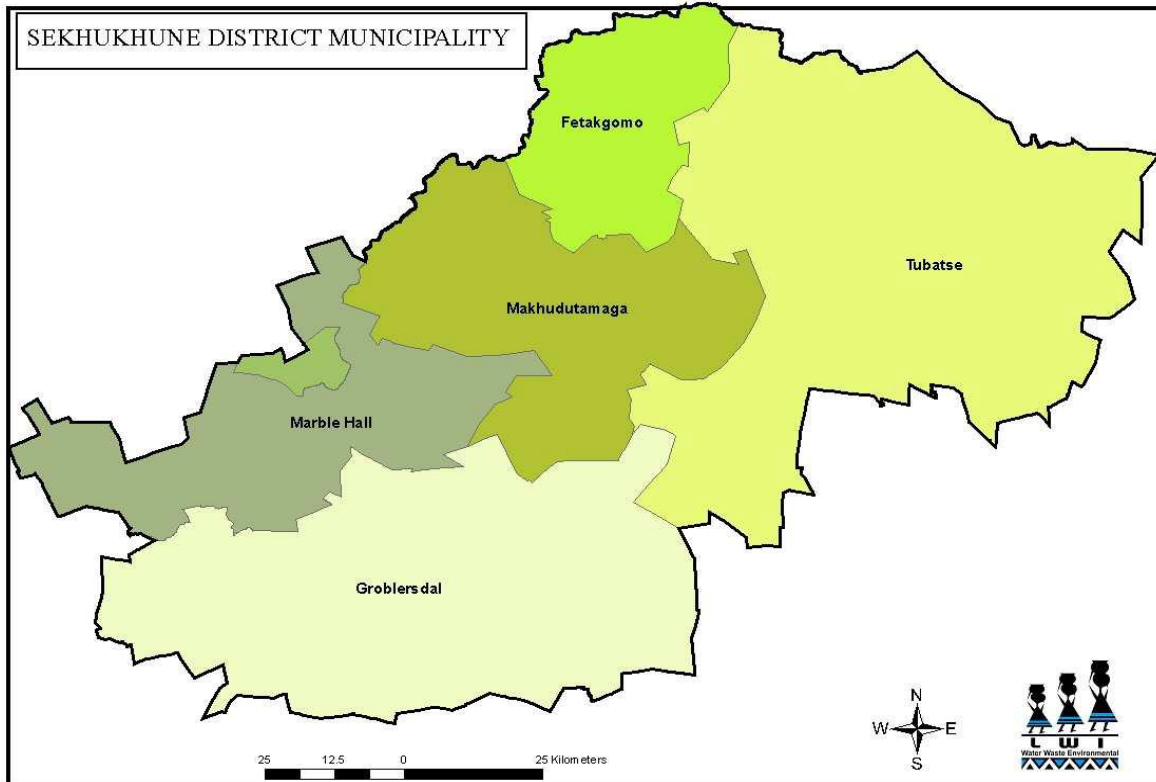 SEKHUKHUNE DISTRICT MUNICIPALITY
Fetakgomo
Tubatse
Makhudutamaga
Marble Hall
Groblersdal
N
W E
S
25 12.5 0 25 Kilometers
L W I
Water Waste Environmental